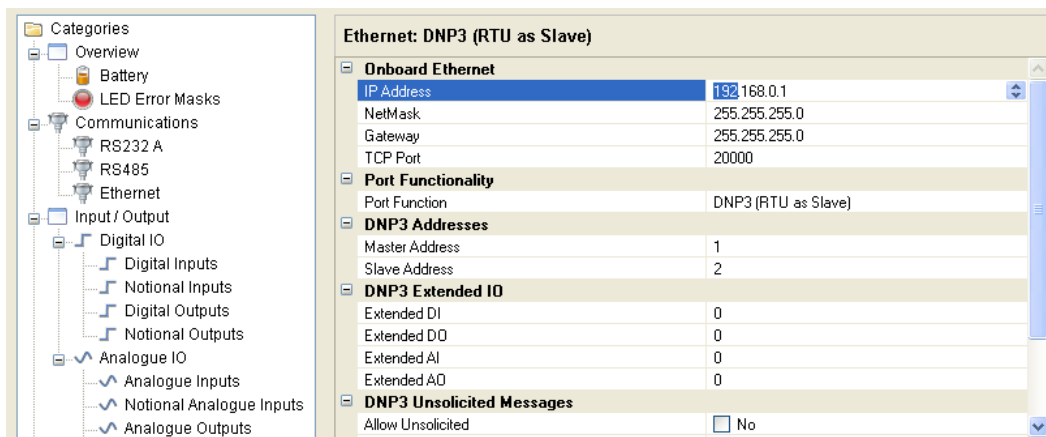 Categories
Overview
Battery
LED Error Masks
Communications
RS232 A
RS485
Ethernet
Input / Output
Digital IO
Digital Inputs
Notional Inputs
Digital Outputs
Notional Outputs
Analogue IO
Analogue Inputs
Notional Analogue Inputs
Analogue Outputs
Ethernet: DNP3 (RTU as Slave)
Onboard Ethernet
IP Address 192.168.0.1
NetMask 255.255.255.0
Gateway 255.255.255.0
TCP Port 20000
Port Functionality
Port Function DNP3 (RTU as Slave)
DNP3 Addresses
Master Address 1
Slave Address 2
DNP3 Extended IO
Extended DI 0
Extended DO 0
Extended AI 0
Extended AO 0
DNP3 Unsolicited Messages
Allow Unsolicited No